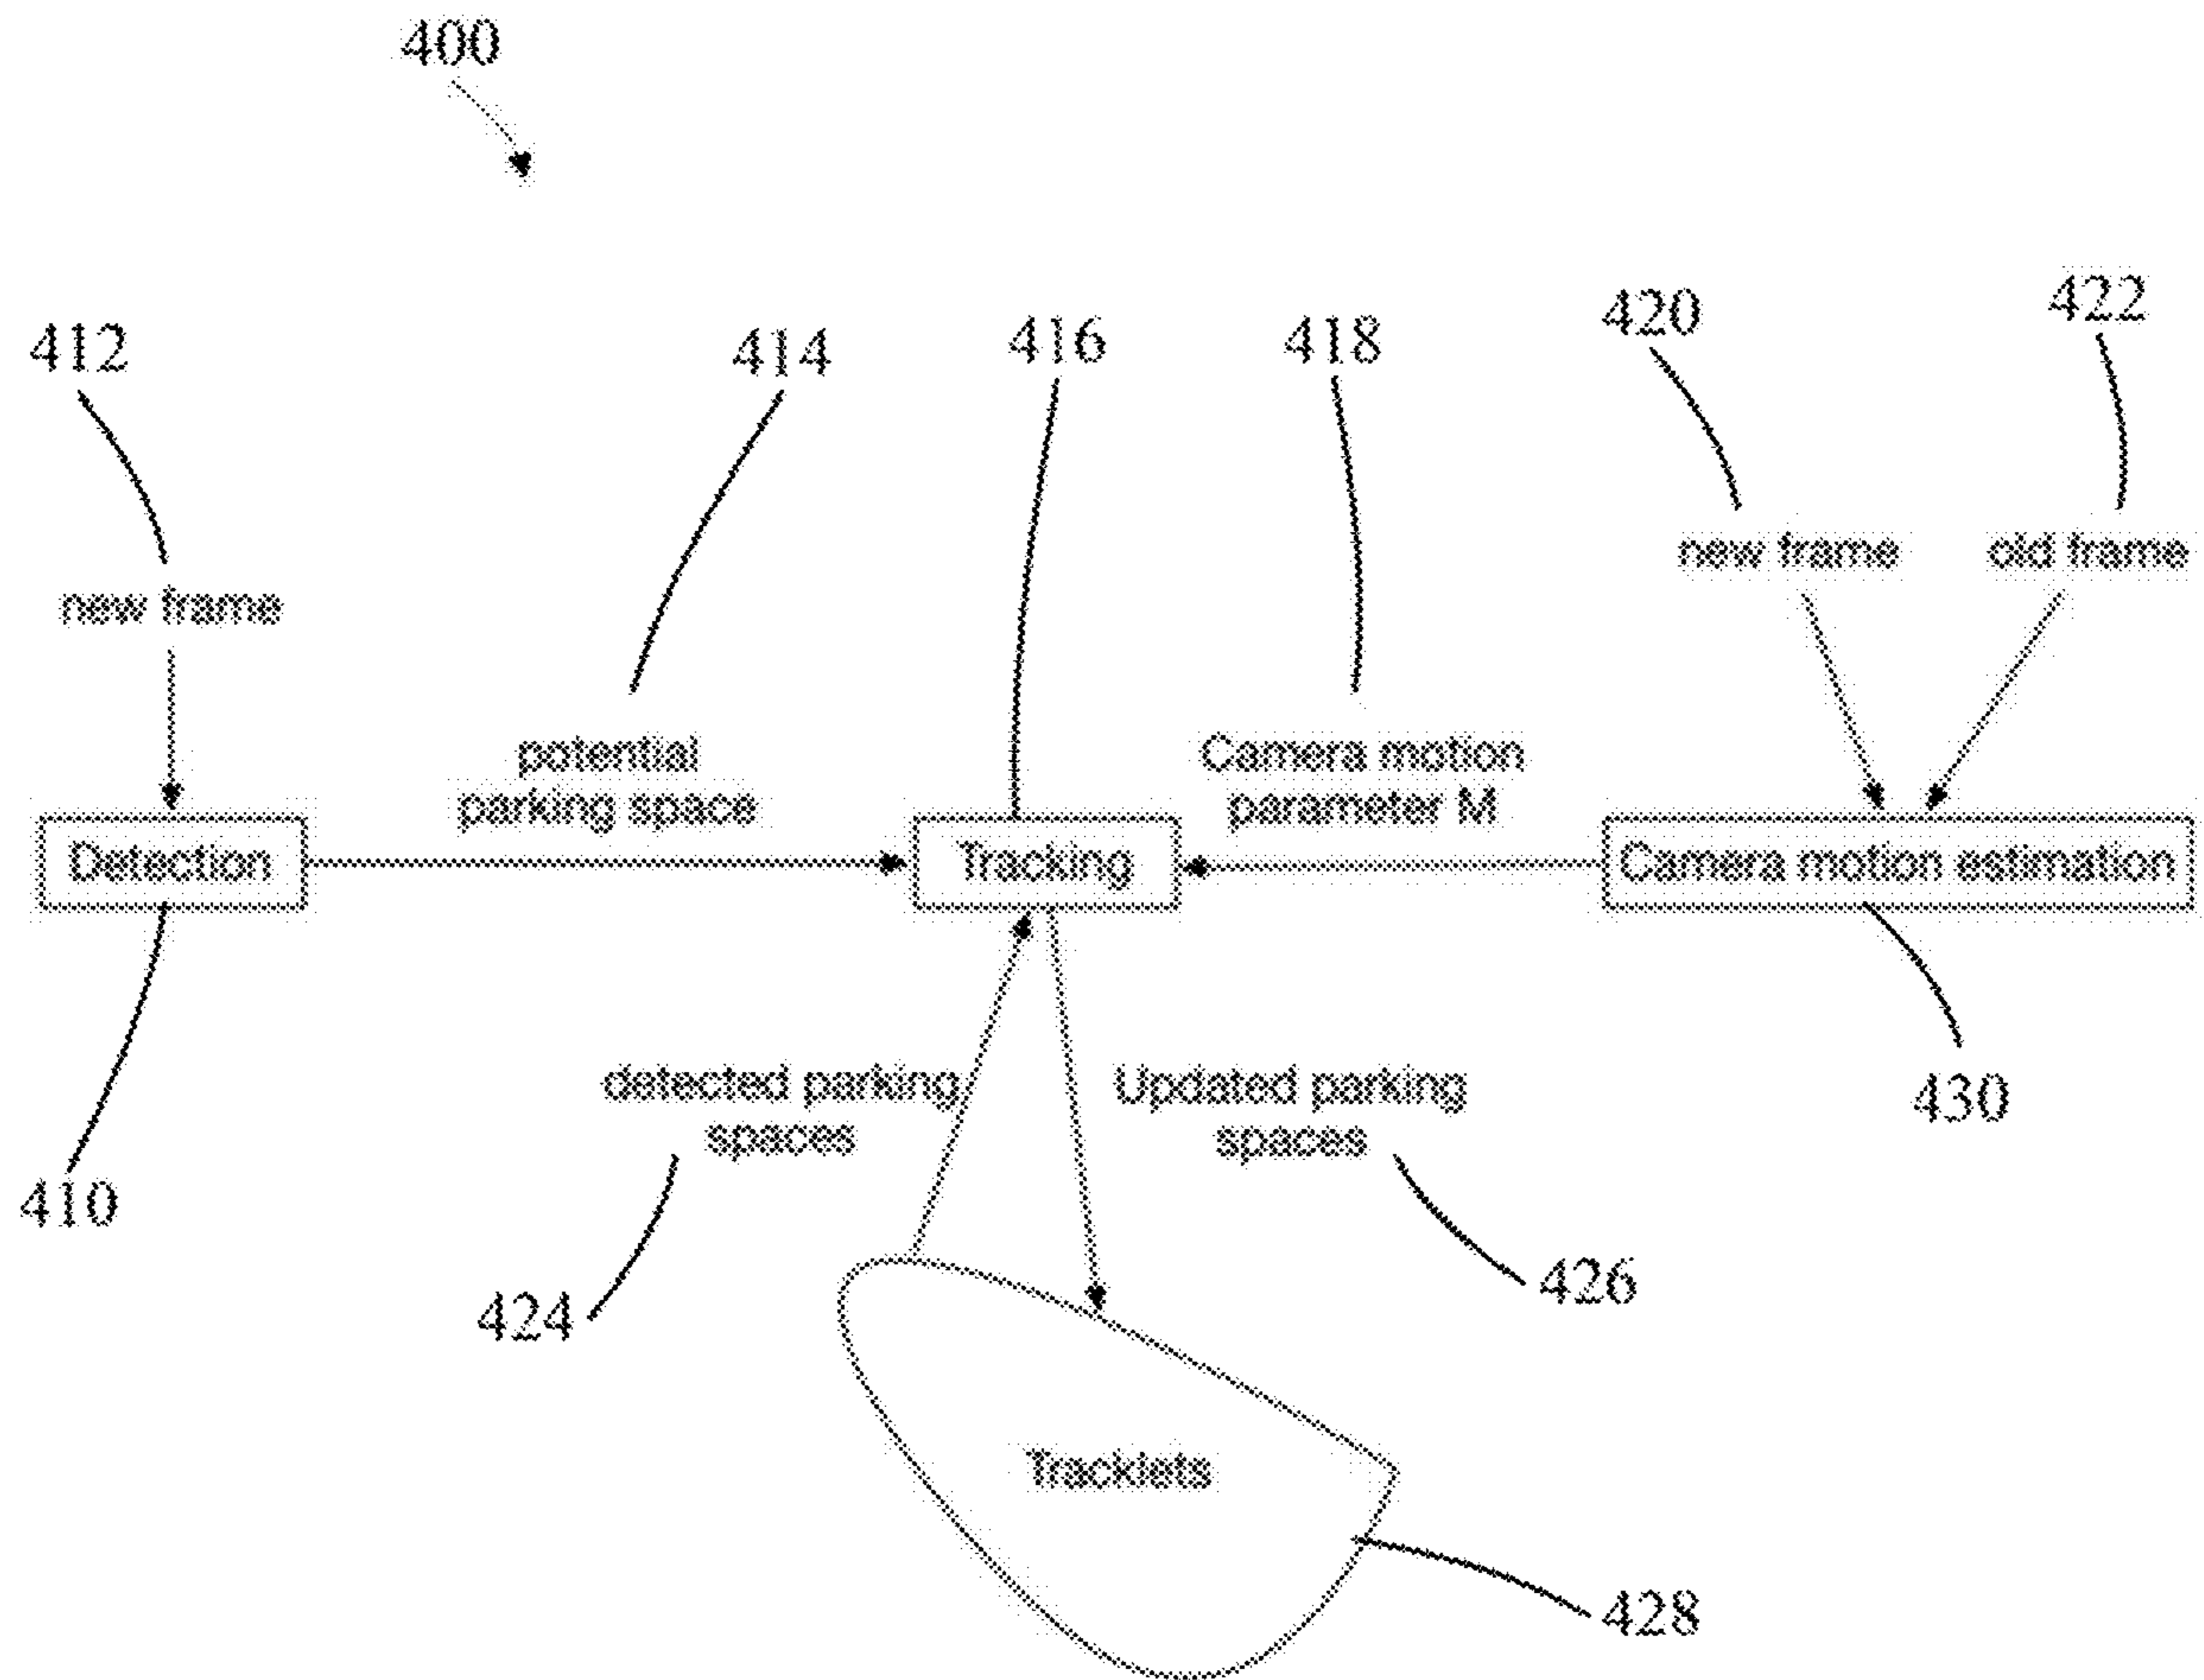 400
412
414
416
418
420
422
new frame
new frame
old frame
potential
parking space
Camera motion
parameter M
Detection
Tracking
Camera motion estimation
detected parking
spaces
Updated parking
spaces
410
424
426
430
Tracklets
428